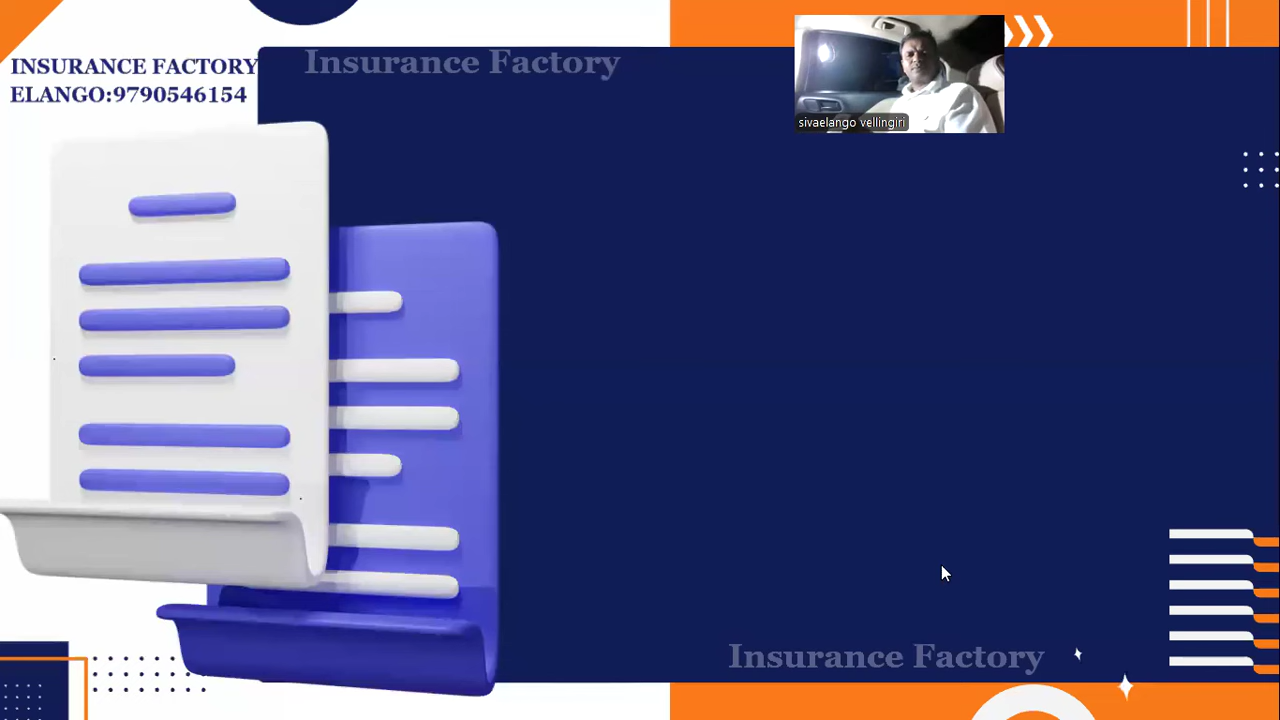 INSURANCE FACTORY
ELANGO:9790546154
Insurance Factory
sivaelango vellingiri
Insurance Factory